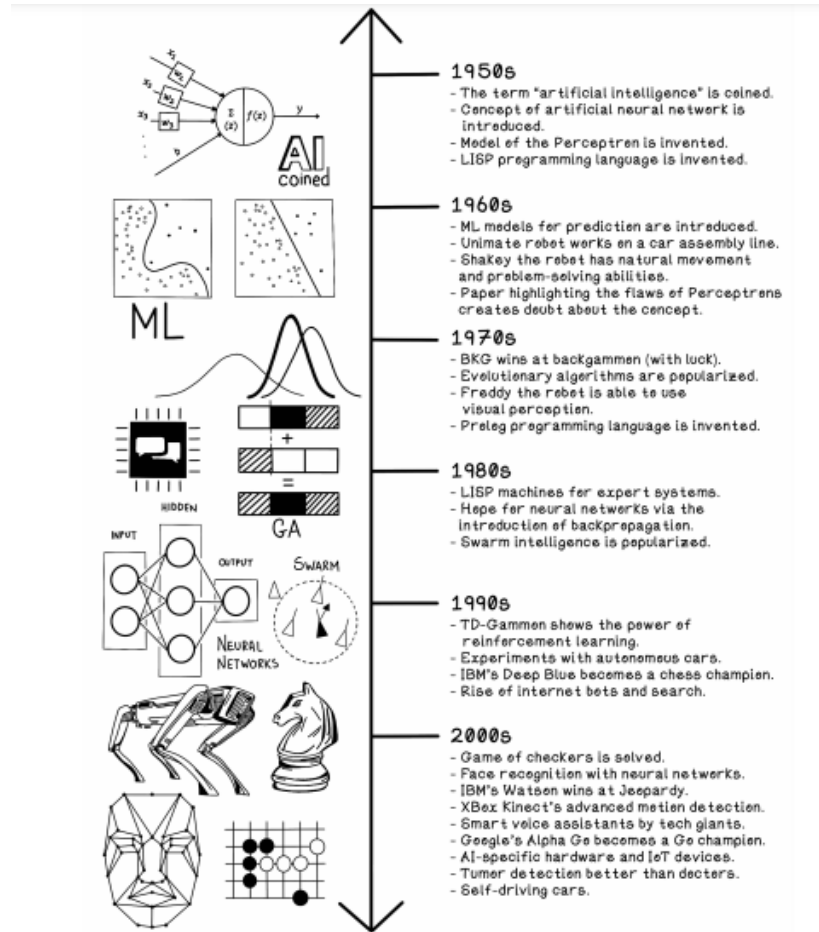 x1
w2
x2
w2
x3
w3
b
Σ
(z)
f(z)
y
AI
coined
1950s
- The term "artificial intelligence" is coined.
- Concept of artificial neural network is
introduced.
- Model of the Perceptron is invented.
- LISP programming language is invented.
1960s
- ML models for prediction are introduced.
- Unimate robot works on a car assembly line.
- Shakey the robot has natural movement
and problem-solving abilities.
- Paper highlighting the flaws of Perceptrons
creates doubt about the concept.
ML
1970s
- BKG wins at backgammon (with luck).
- Evolutionary algorithms are popularized.
- Freddy the robot is able to use
visual perception.
- Prolog programming language is invented.
+
=
GA
1980s
- LISP machines for expert systems.
- Hope for neural networks via the
introduction of backpropagation.
- Swarm intelligence is popularized.
HIDDEN
INPUT
OUTPUT
NEURAL
NETWORKS
SWARM
1990s
- TD-Gammon shows the power of
reinforcement learning.
- Experiments with autonomous cars.
- IBM's Deep Blue becomes a chess champion.
- Rise of internet bots and search.
2000s
- Game of checkers is solved.
- Face recognition with neural networks.
- IBM's Watson wins at Jeopardy.
- XBox Kinect's advanced motion detection.
- Smart voice assistants by tech giants.
- Google's Alpha Go becomes a Go champion.
- AI-specific hardware and IoT devices.
- Tumor detection better than doctors.
- Self-driving cars.